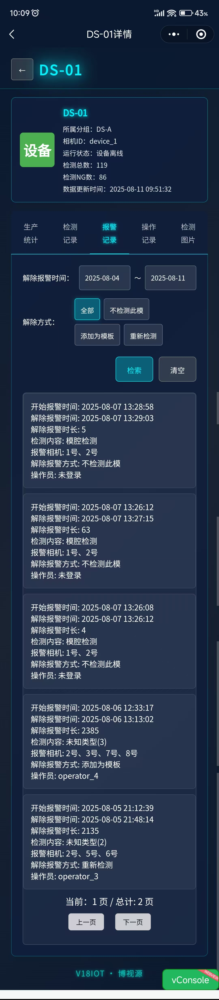 10:09
HD 43%
DS-01详情
← DS-01
DS-01
设备
所属分组：DS-A
相机ID：device_1
运行状态：设备离线
检测总数：119
检测NG数：86
数据更新时间：2025-08-11 09:51:32
生产 检测 报警 操作 检测
统计 记录 记录 记录 图片
解除报警时间： 2025-08-04 ～ 2025-08-11
解除方式：
全部 不检测此模
添加为模板 重新检测
检索 清空
开始报警时间: 2025-08-07 13:28:58
解除报警时间: 2025-08-07 13:29:03
解除报警时长: 5
检测内容: 模腔检测
报警相机: 1号、2号
解除报警方式: 不检测此模
操作员: 未登录
开始报警时间: 2025-08-07 13:26:12
解除报警时间: 2025-08-07 13:27:15
解除报警时长: 63
检测内容: 模腔检测
报警相机: 1号、2号
解除报警方式: 不检测此模
操作员: 未登录
开始报警时间: 2025-08-07 13:26:08
解除报警时间: 2025-08-07 13:26:12
解除报警时长: 4
检测内容: 模腔检测
报警相机: 1号、2号
解除报警方式: 不检测此模
操作员: 未登录
开始报警时间: 2025-08-06 12:33:17
解除报警时间: 2025-08-06 13:13:02
解除报警时长: 2385
检测内容: 未知类型(3)
报警相机: 2号、3号、7号、8号
解除报警方式: 添加为模板
操作员: operator_4
开始报警时间: 2025-08-05 21:12:39
解除报警时间: 2025-08-05 21:48:14
解除报警时长: 2135
检测内容: 未知类型(2)
报警相机: 2号、5号、6号
解除报警方式: 重新检测
操作员: operator_3
当前：1 页 / 总计: 2 页
上一页 下一页
V18IOT · 博视源
WEBVIEW
vConsole